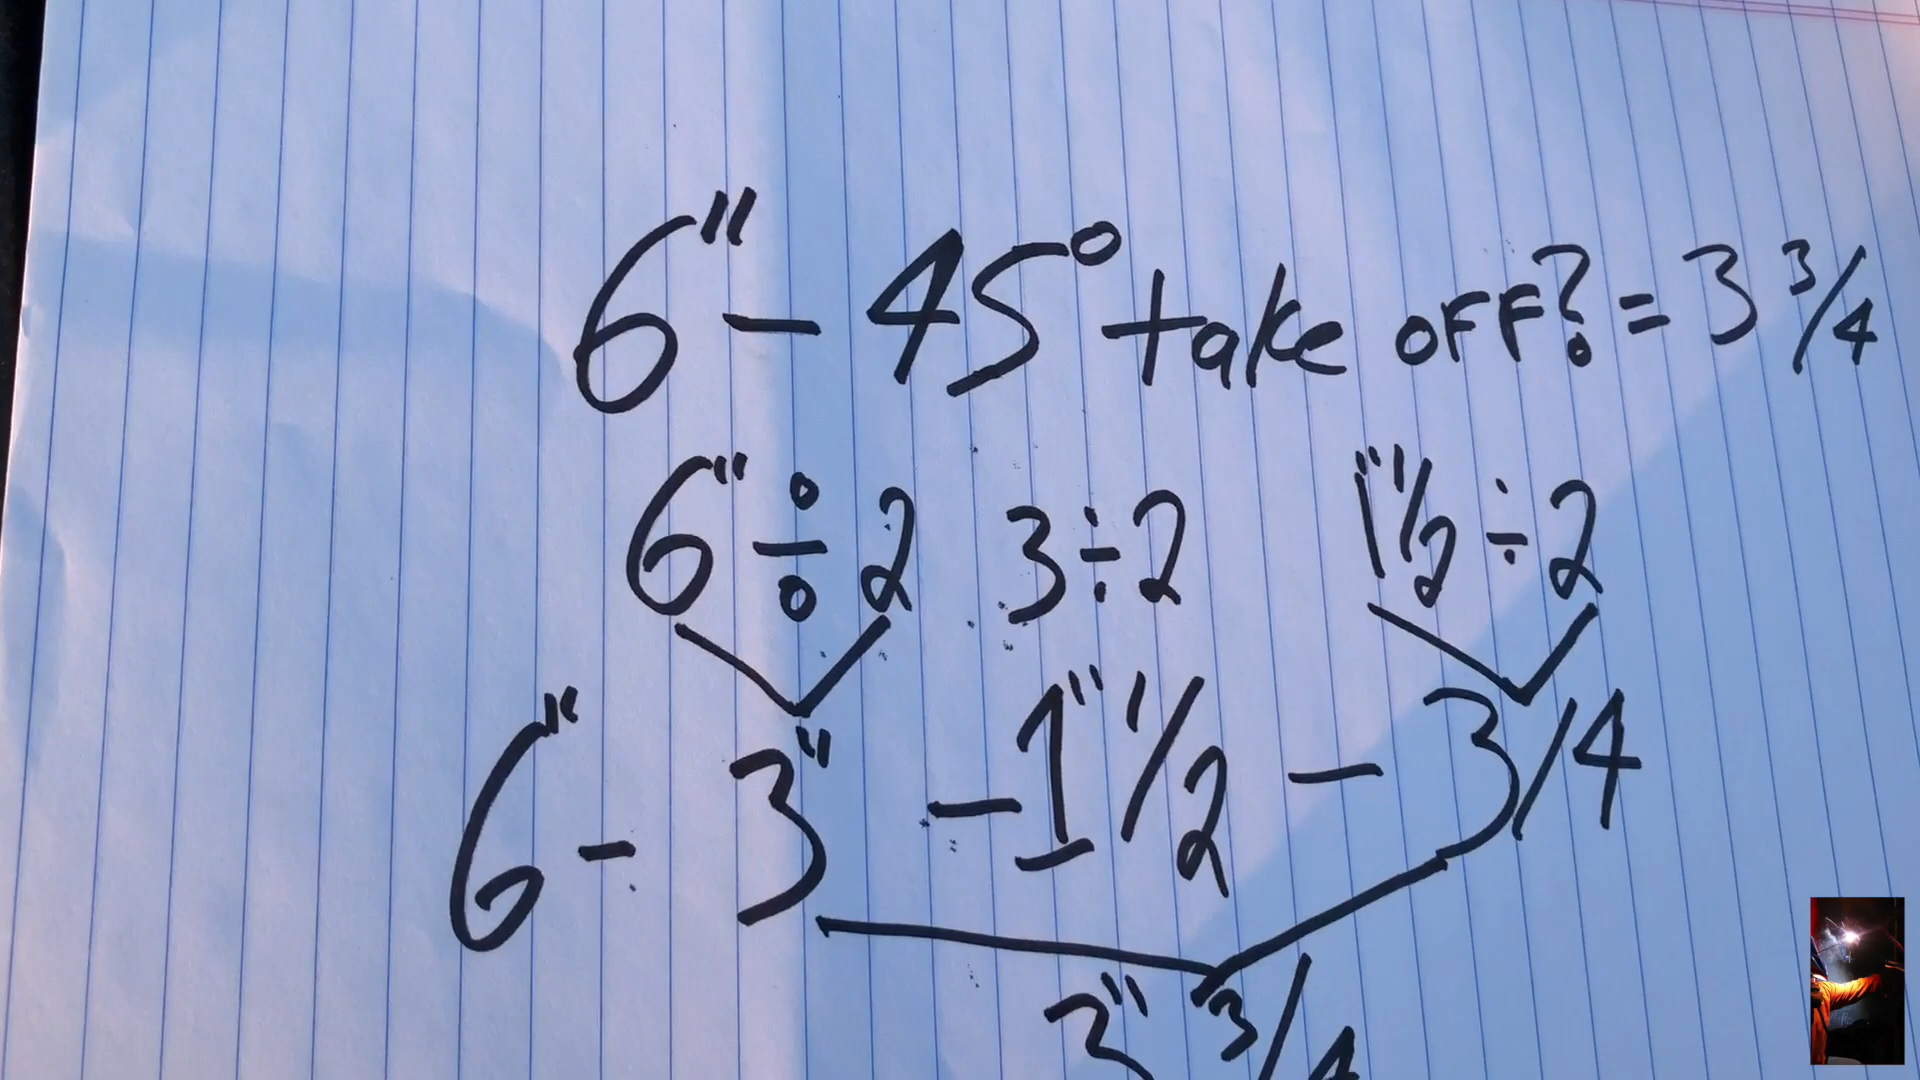 6" - 45° take off? = 3 3/4
6" ÷ 2 3 ÷ 2 1" 1/2 ÷ 2
6" - 3" - 1" 1/2 - 3/4
3" 3/4